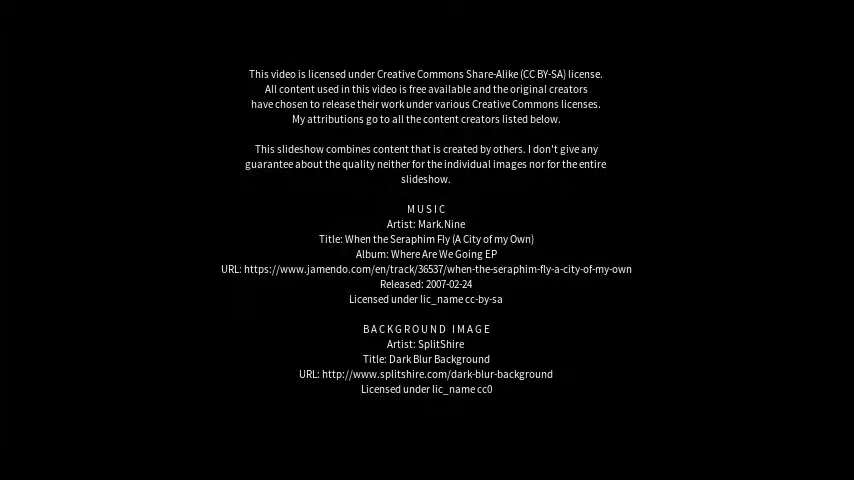 This video is licensed under Creative Commons Share-Alike (CC BY-SA) license.
All content used in this video is free available and the original creators
have chosen to release their work under various Creative Commons licenses.
My attributions go to all the content creators listed below.
This slideshow combines content that is created by others. I don't give any
guarantee about the quality neither for the individual images nor for the entire
slideshow.
MUSIC
Artist: Mark.Nine
Title: When the Seraphim Fly (A City of my Own)
Album: Where Are We Going EP
URL: https://www.jamendo.com/en/track/36537/when-the-seraphim-fly-a-city-of-my-own
Released: 2007-02-24
Licensed under lic_name cc-by-sa
BACKGROUND IMAGE
Artist: SplitShire
Title: Dark Blur Background
URL: http://www.splitshire.com/dark-blur-background
Licensed under lic_name cc0